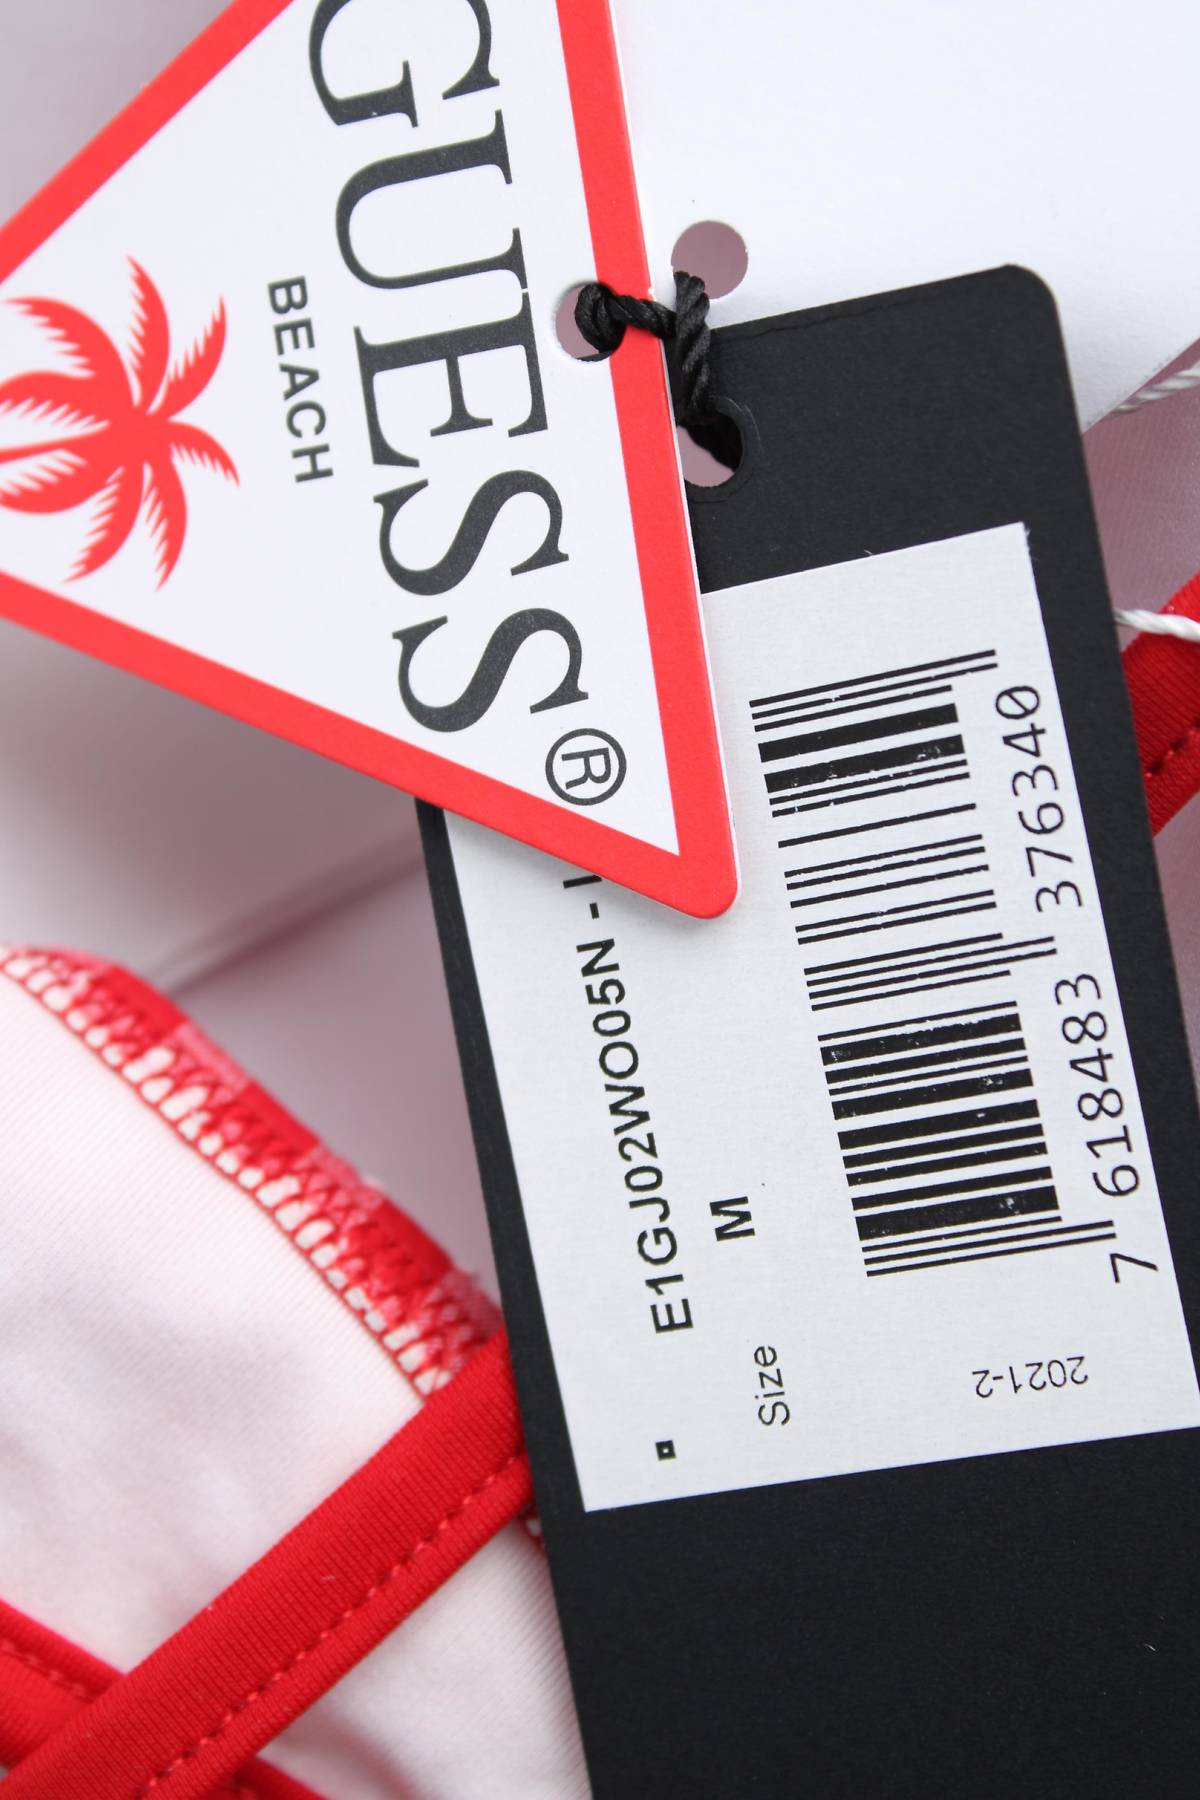 GUESS®
BEACH
E1GJ02WO05N -
Size M
7 618483 376340
2021-2